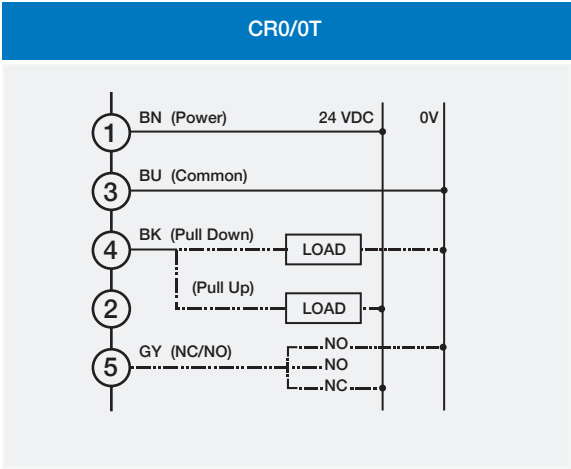 CR0/0T
1 BN (Power) 24 VDC 0V
3 BU (Common)
4 BK (Pull Down) LOAD
(Pull Up)
2 LOAD
NO
5 GY (NC/NO) NO
NC